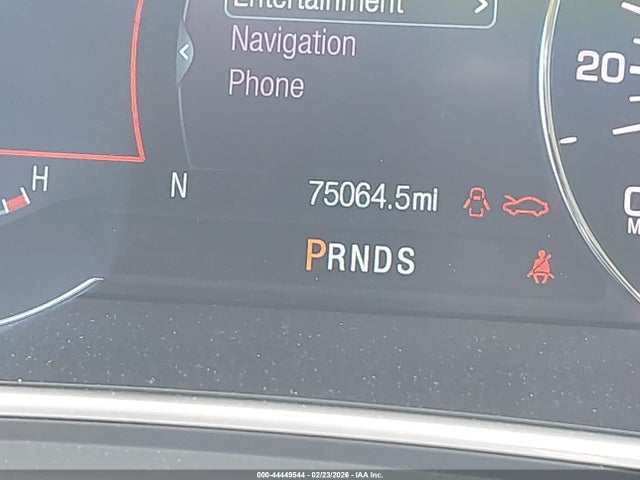 Entertainment >
Navigation
Phone
20
H
N
75064.5mi
PRNDS
000-44449544 - 02/23/2026 - IAA Inc.